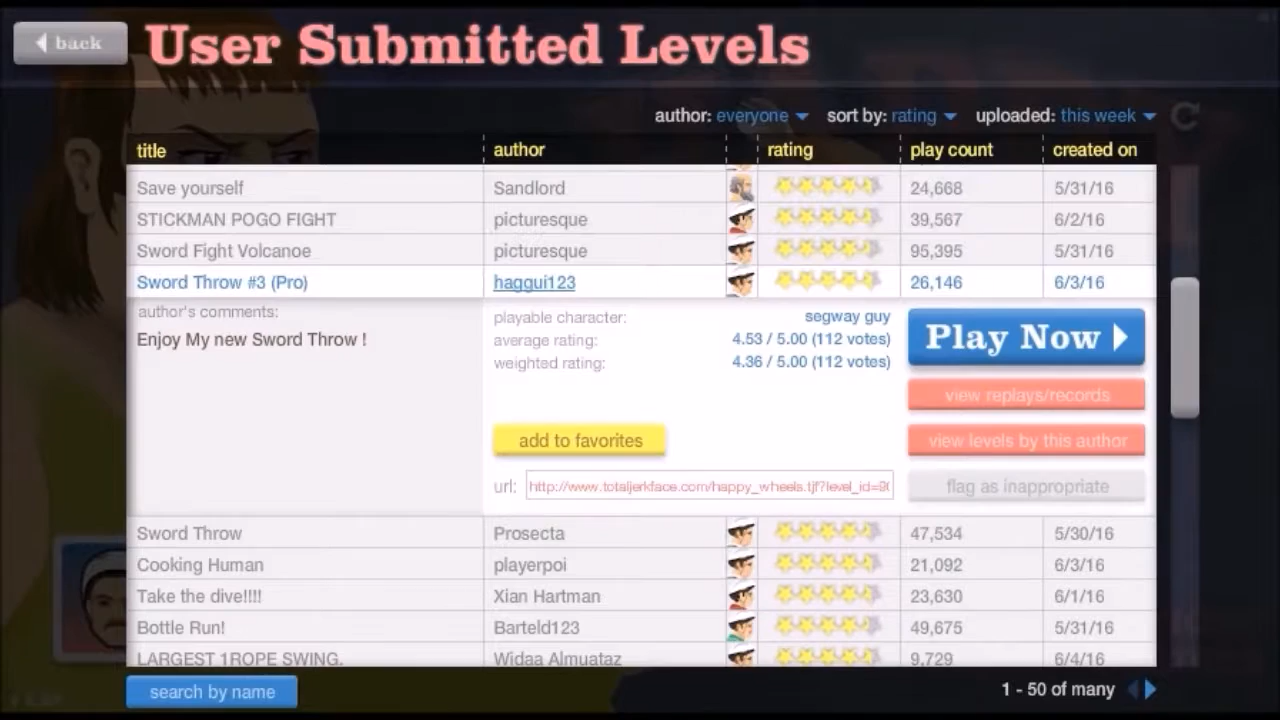 back
User Submitted Levels
author: everyone sort by: rating uploaded: this week
title author rating play count created on
Save yourself Sandlord 24,668 5/31/16
STICKMAN POGO FIGHT picturesque 39,567 6/2/16
Sword Fight Volcanoe picturesque 95,395 5/31/16
Sword Throw #3 (Pro) haggui123 26,146 6/3/16
author's comments:
Enjoy My new Sword Throw !
playable character: segway guy
average rating: 4.53 / 5.00 (112 votes)
weighted rating: 4.36 / 5.00 (112 votes)
Play Now
view replays/records
add to favorites
view levels by this author
url: http://www.totaljerkface.com/happy_wheels.tjf?level_id=
flag as inappropriate
Sword Throw Prosecta 47,534 5/30/16
Cooking Human playerpoi 21,092 6/3/16
Take the dive!!!! Xian Hartman 23,630 6/1/16
Bottle Run! Barteld123 49,675 5/31/16
LARGEST 1ROPE SWING. Widaa Almuataz 9,729 6/4/16
search by name
1 - 50 of many